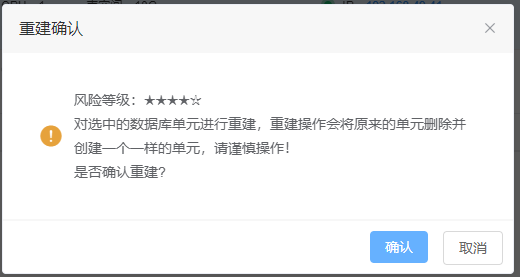 重建确认
风险等级：★★★★☆
对选中的数据库单元进行重建，重建操作会将原来的单元删除并
创建一个一样的单元，请谨慎操作！
是否确认重建？
确认
取消